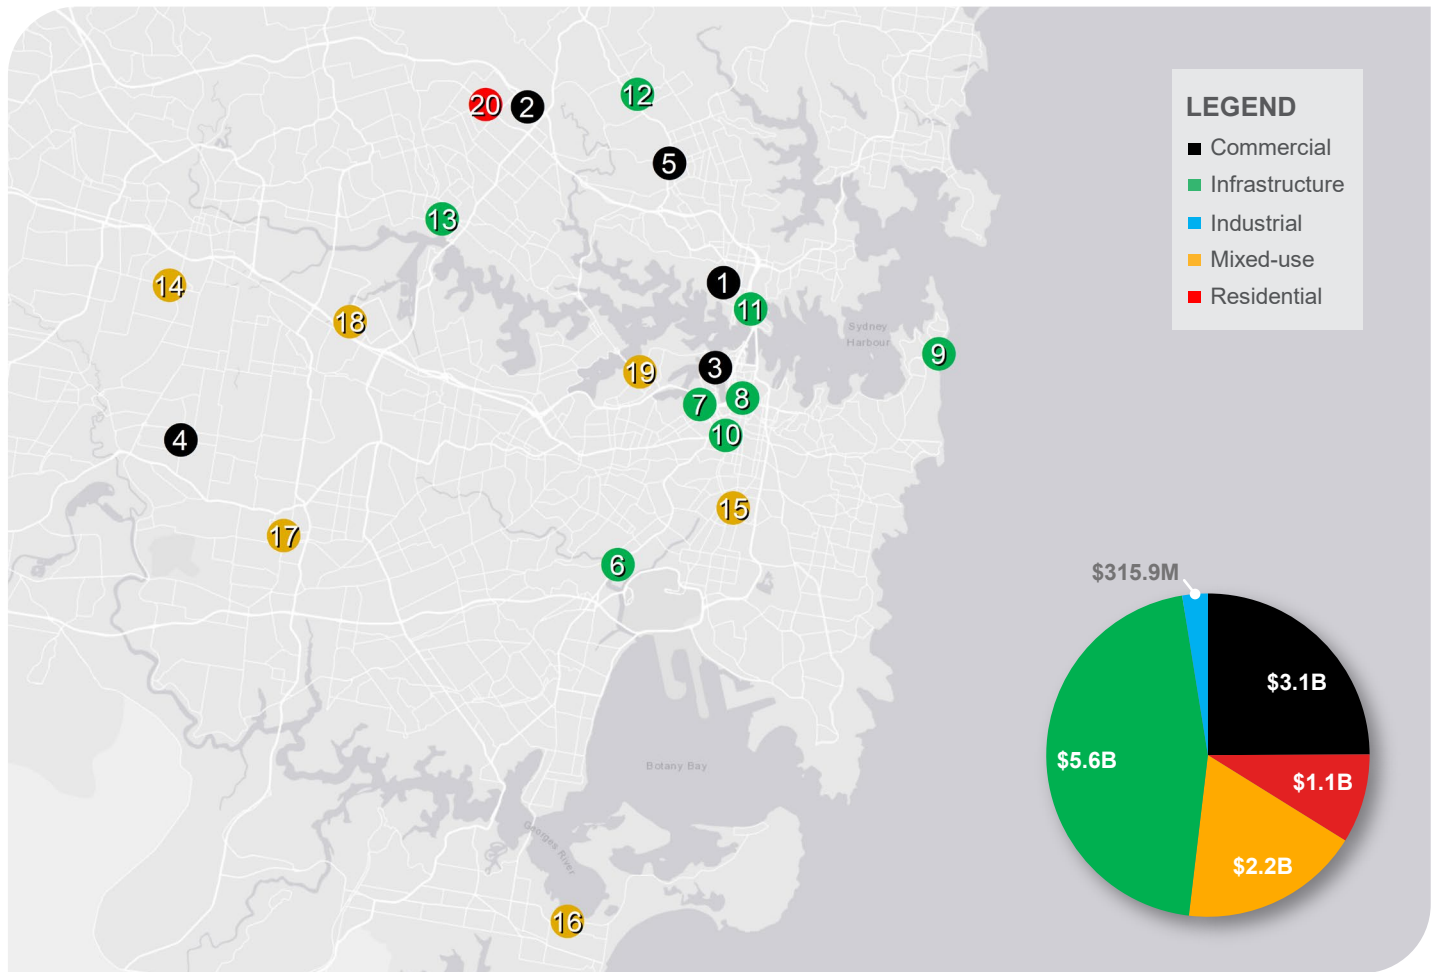 20
2
12
5
13
1
14
11
18
Sydney
Harbour
9
3
19
7
8
10
4
15
17
6
Botany Bay
Georges River
16
LEGEND
Commercial
Infrastructure
Industrial
Mixed-use
Residential
$315.9M
$3.1B
$5.6B
$1.1B
$2.2B